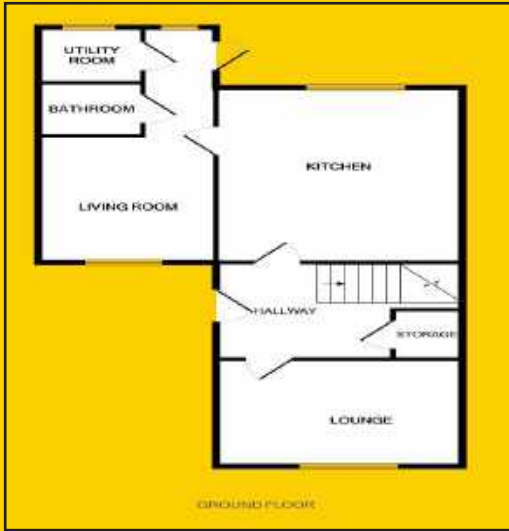 UTILITY
ROOM
BATHROOM
KITCHEN
LIVING ROOM
HALLWAY
STORAGE
LOUNGE
GROUND FLOOR